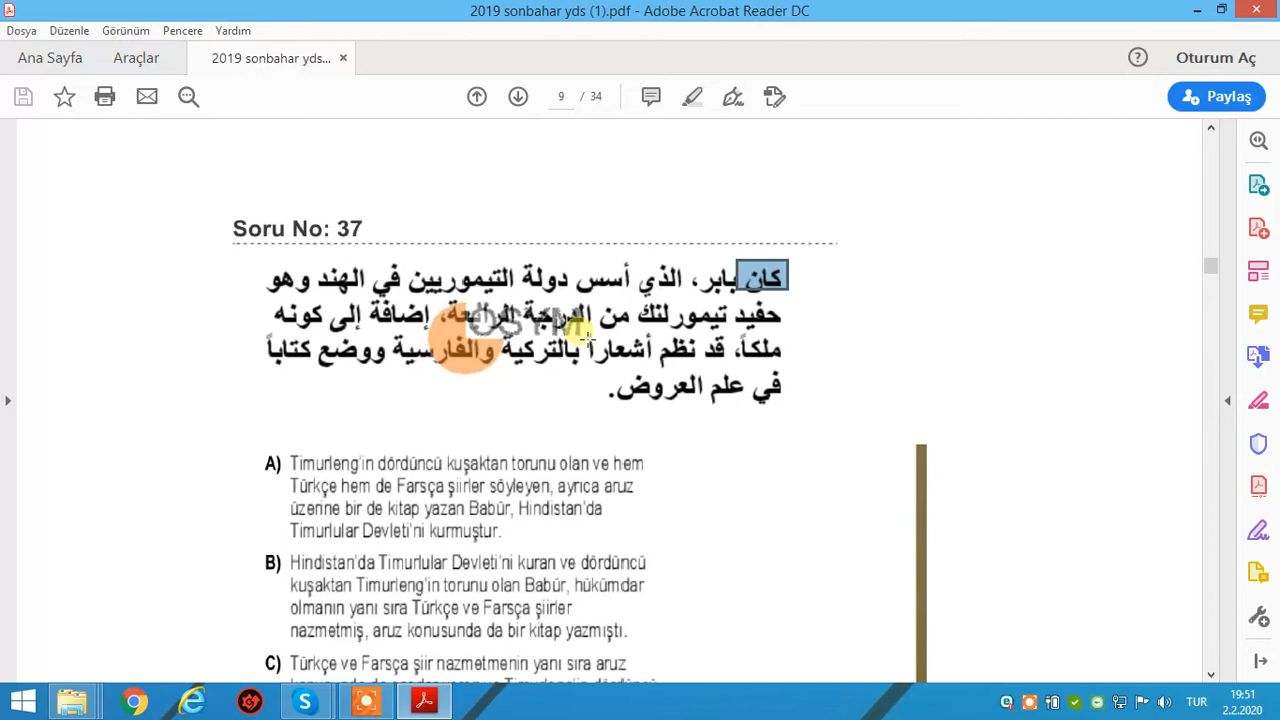 2019 sonbahar yds (1).pdf - Adobe Acrobat Reader DC
Dosya Düzenle Görünüm Pencere Yardım
Ana Sayfa Araçlar 2019 sonbahar yds... × Oturum Aç
9 / 34 Paylaş
Soru No: 37
كان بابر، الذي أسس دولة التيموريين في الهند وهو
حفيد تيمورلنك من الدرجة الرابعة، إضافة إلى كونه
ملكاً، قد نظم أشعاراً بالتركية والفارسية ووضع كتاباً
في علم العروض.
ÖSYM
A) Timurleng'in dördüncü kuşaktan torunu olan ve hem
Türkçe hem de Farsça şiirler söyleyen, ayrıca aruz
üzerine bir de kitap yazan Babür, Hindistan'da
Timurlular Devleti'ni kurmuştur.
B) Hindistan'da Timurlular Devleti'ni kuran ve dördüncü
kuşaktan Timurleng'in torunu olan Babür, hükümdar
olmanın yanı sıra Türkçe ve Farsça şiirler
nazmetmiş, aruz konusunda da bir kitap yazmıştı.
C) Türkçe ve Farsça şiir nazmetmenin yanı sıra aruz
TUR
19:51
2.2.2020